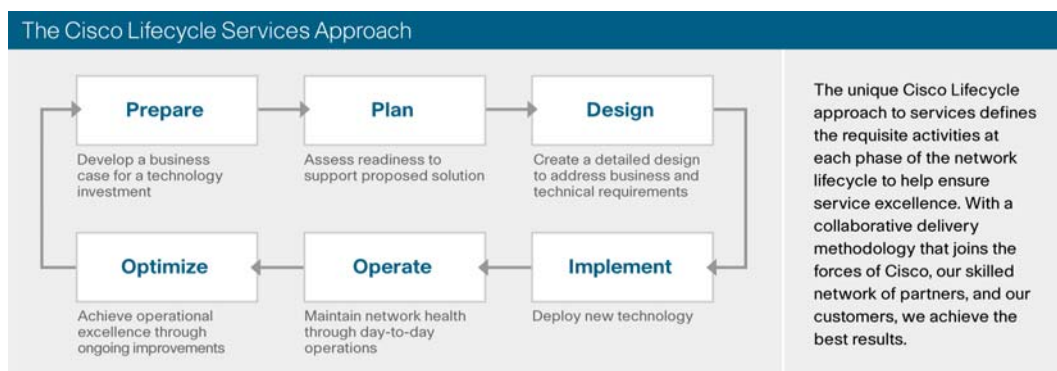 The Cisco Lifecycle Services Approach
Prepare
Develop a business
case for a technology
investment
Plan
Assess readiness to
support proposed solution
Design
Create a detailed design
to address business and
technical requirements
Optimize
Achieve operational
excellence through
ongoing improvements
Operate
Maintain network health
through day-to-day
operations
Implement
Deploy new technology
The unique Cisco Lifecycle
approach to services defines
the requisite activities at
each phase of the network
lifecycle to help ensure
service excellence. With a
collaborative delivery
methodology that joins the
forces of Cisco, our skilled
network of partners, and our
customers, we achieve the
best results.